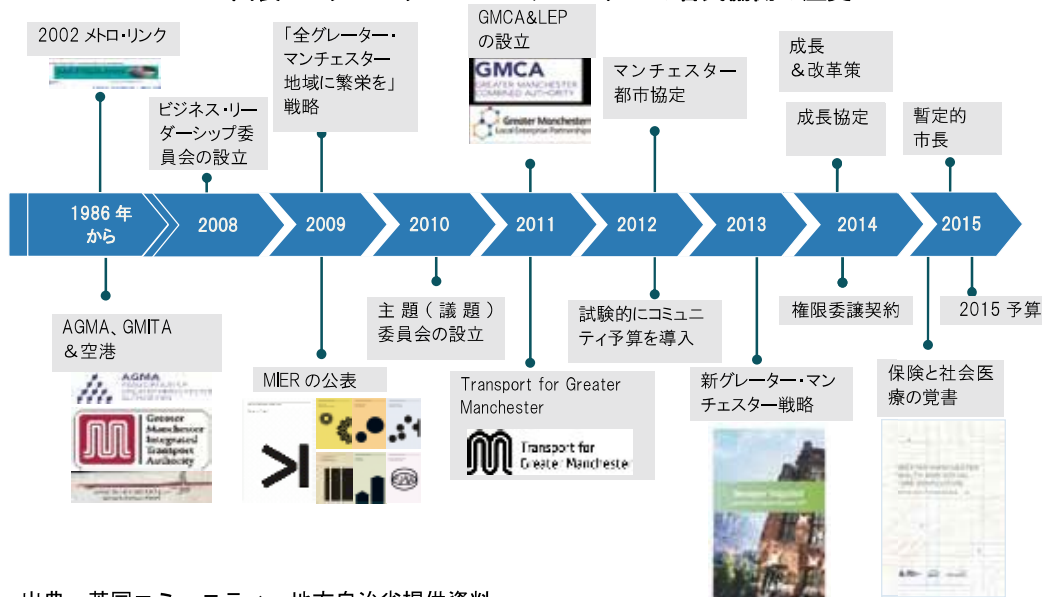 2002 メトロ・リンク
ビジネス・リー
ダーシップ委
員会の設立
「全グレーター・
マンチェスター
地域に繁栄を」
戦略
GMCA&LEP
の設立
GMCA
GREATER MANCHESTER
COMBINED AUTHORITY
Greater Manchester
Local Enterprise Partnership
マンチェスター
都市協定
成長
&改革策
成長協定
暫定的
市長
1986 年
から
2008
2009
2010
2011
2012
2013
2014
2015
AGMA、GMITA
&空港
AGMA
Greater
Manchester
Integrated
Transport
Authority
MIER の公表
主 題 ( 議 題 )
委員会の設立
Transport for Greater
Manchester
Transport for
Greater Manchester
試験的にコミュニ
ティ予算を導入
新グレーター・マン
チェスター戦略
権限委譲契約
2015 予算
保険と社会医
療の覚書